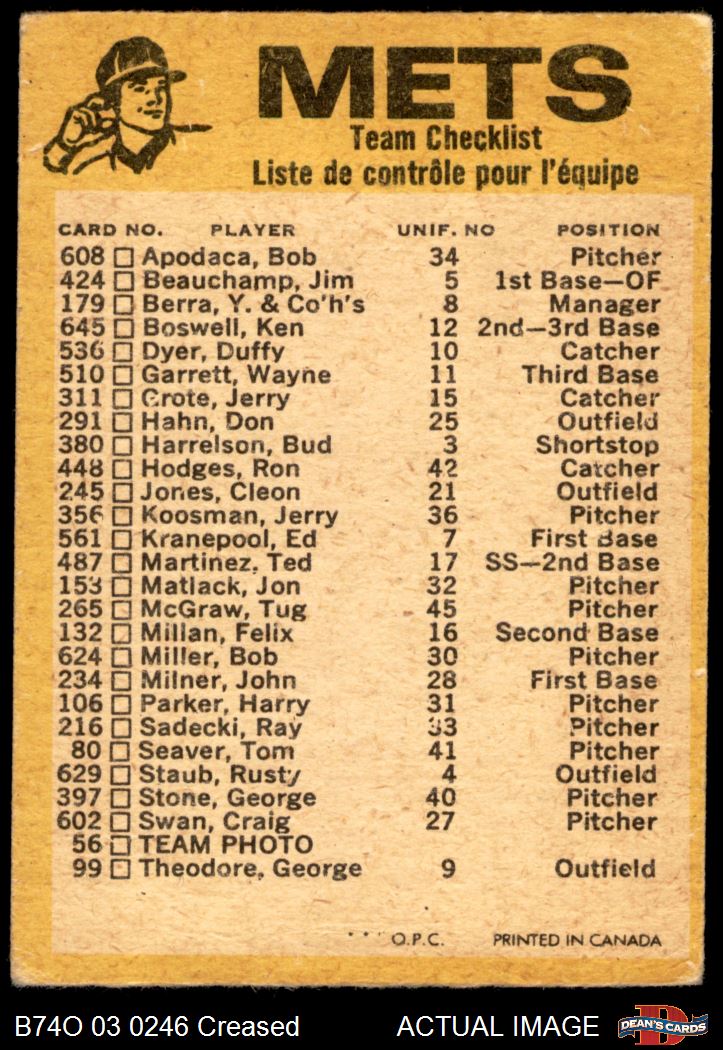 METS
Team Checklist
Liste de contrôle pour l'équipe
CARD NO. PLAYER UNIF. NO POSITION
608 Apodaca, Bob 34 Pitcher
424 Beauchamp, Jim 5 1st Base—OF
179 Berra, Y. & Co'h's 8 Manager
645 Boswell, Ken 12 2nd—3rd Base
536 Dyer, Duffy 10 Catcher
510 Garrett, Wayne 11 Third Base
311 Grote, Jerry 15 Catcher
291 Hahn, Don 25 Outfield
380 Harrelson, Bud 3 Shortstop
448 Hodges, Ron 42 Catcher
245 Jones, Cleon 21 Outfield
356 Koosman, Jerry 36 Pitcher
561 Kranepool, Ed 7 First Base
487 Martinez, Ted 17 SS—2nd Base
153 Matlack, Jon 32 Pitcher
265 McGraw, Tug 45 Pitcher
132 Millan, Felix 16 Second Base
624 Miller, Bob 30 Pitcher
234 Milner, John 28 First Base
106 Parker, Harry 31 Pitcher
216 Sadecki, Ray 33 Pitcher
80 Seaver, Tom 41 Pitcher
629 Staub, Rusty 4 Outfield
397 Stone, George 40 Pitcher
602 Swan, Craig 27 Pitcher
56 TEAM PHOTO
99 Theodore, George 9 Outfield
* * * O.P.C. PRINTED IN CANADA
B74O 03 0246 Creased ACTUAL IMAGE D DEAN'S CARDS